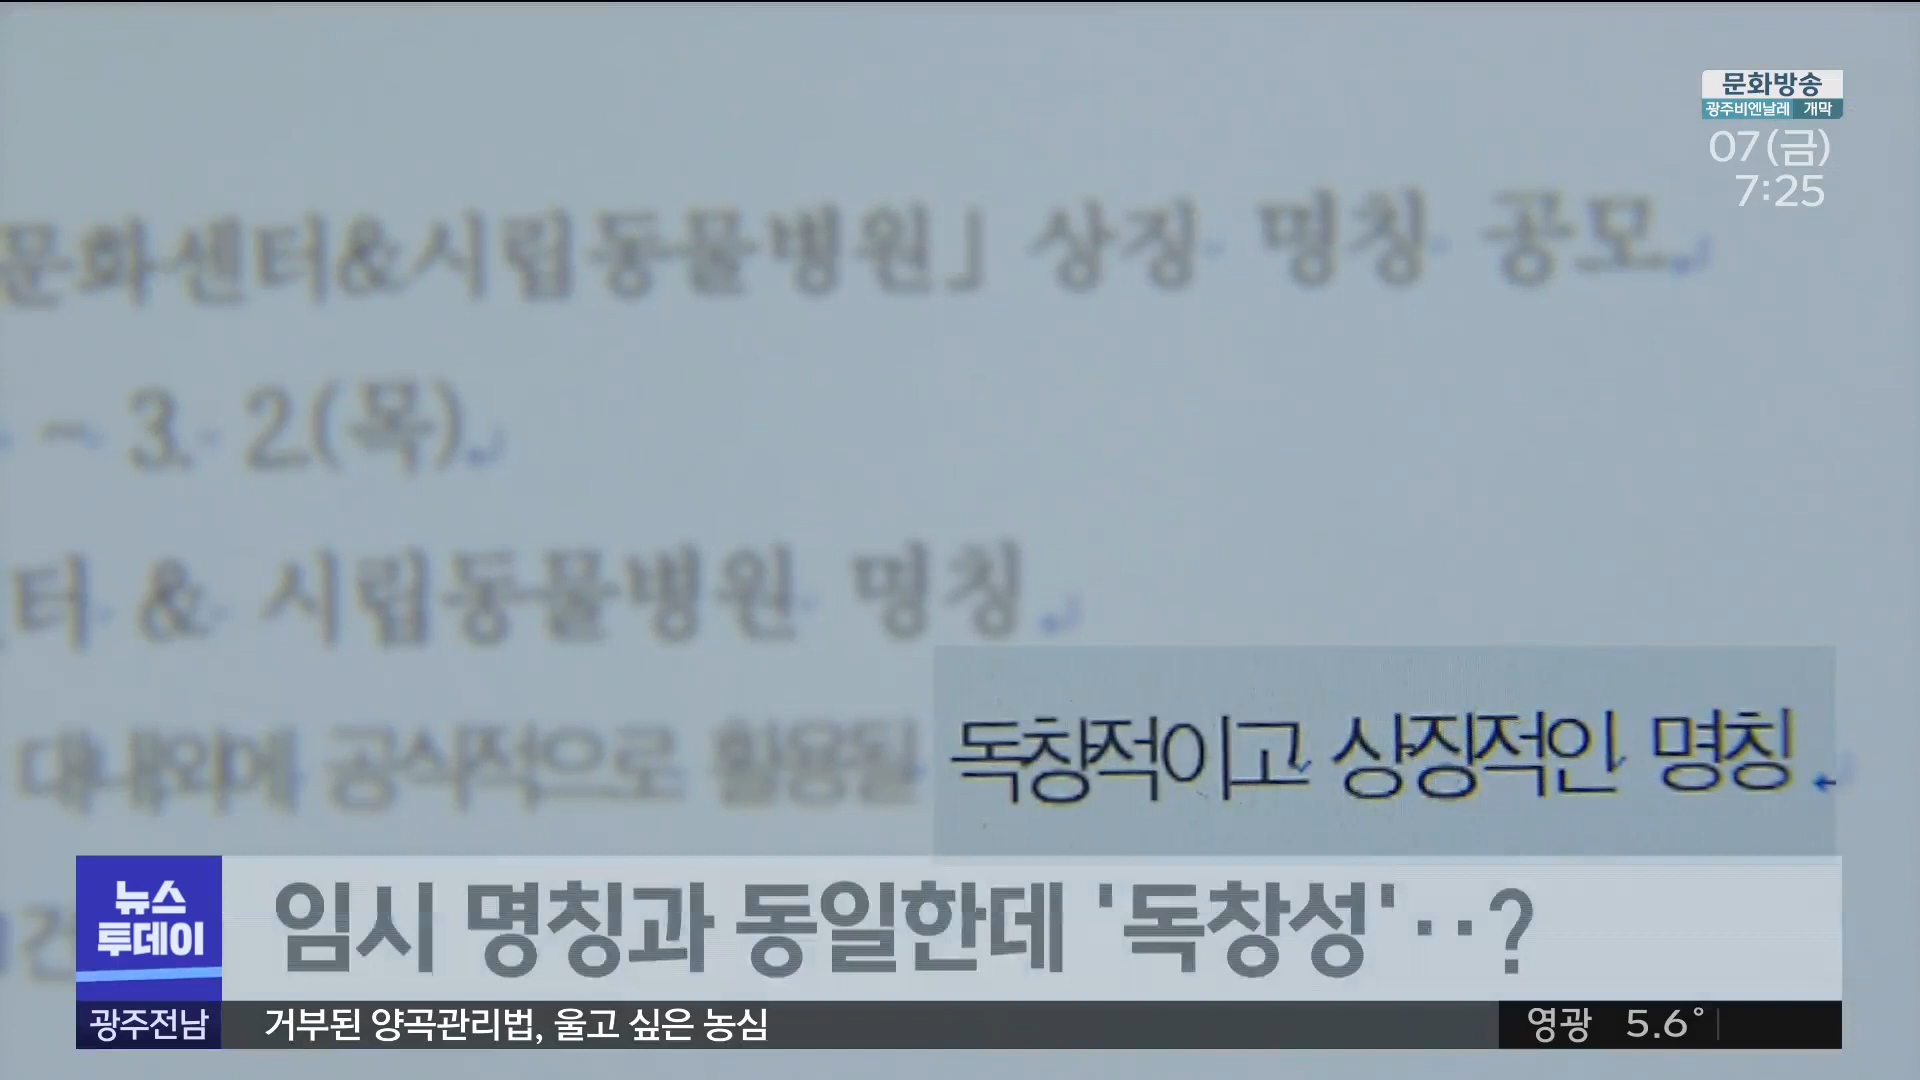 문화방송
광주비엔날레 개막
07(금)
7:25
문화센터&시립동물병원」 상징 명칭 공모
~ 3. 2.(목)
터 & 시립동물병원 명칭
대내외에 공식적으로 활용될 독창적이고 상징적인 명칭
건
뉴스
투데이
임시 명칭과 동일한데 '독창성'‥?
광주전남 거부된 양곡관리법, 울고 싶은 농심 영광 5.6°